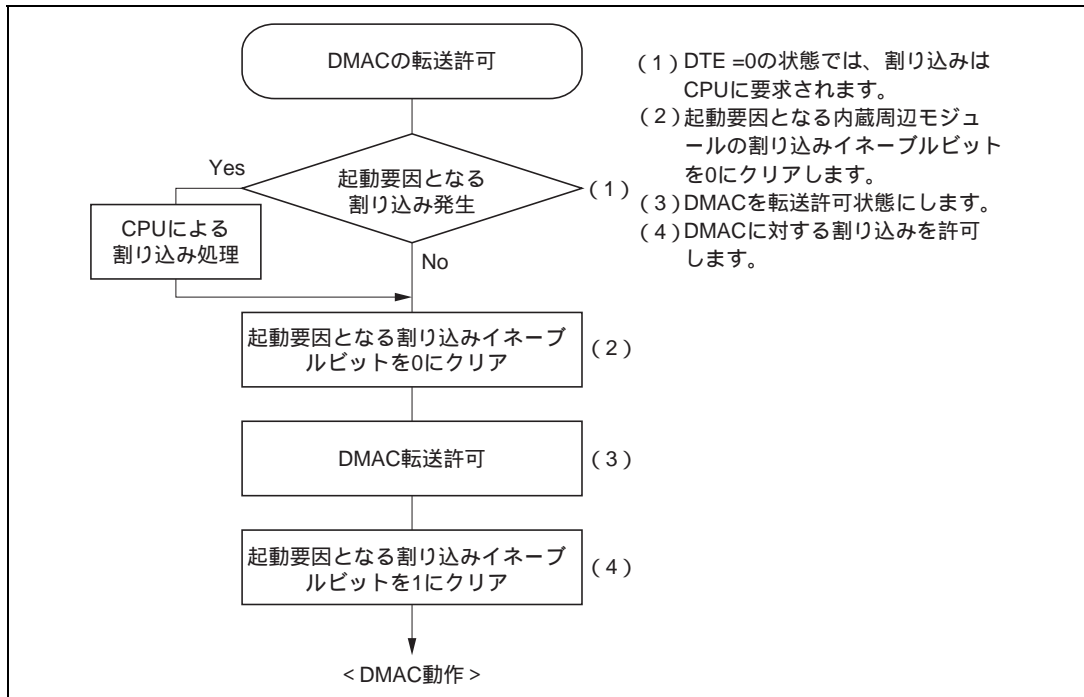 DMACの転送許可
起動要因となる
割り込み発生
(1)
Yes
CPUによる
割り込み処理
No
起動要因となる割り込みイネーブ
ルビットを0にクリア
(2)
DMAC転送許可
(3)
起動要因となる割り込みイネーブ
ルビットを1にクリア
(4)
<DMAC動作>
(1)DTE =0の状態では、割り込みは
CPUに要求されます。
(2)起動要因となる内蔵周辺モジュ
ールの割り込みイネーブルビット
を0にクリアします。
(3)DMACを転送許可状態にします。
(4)DMACに対する割り込みを許可
します。